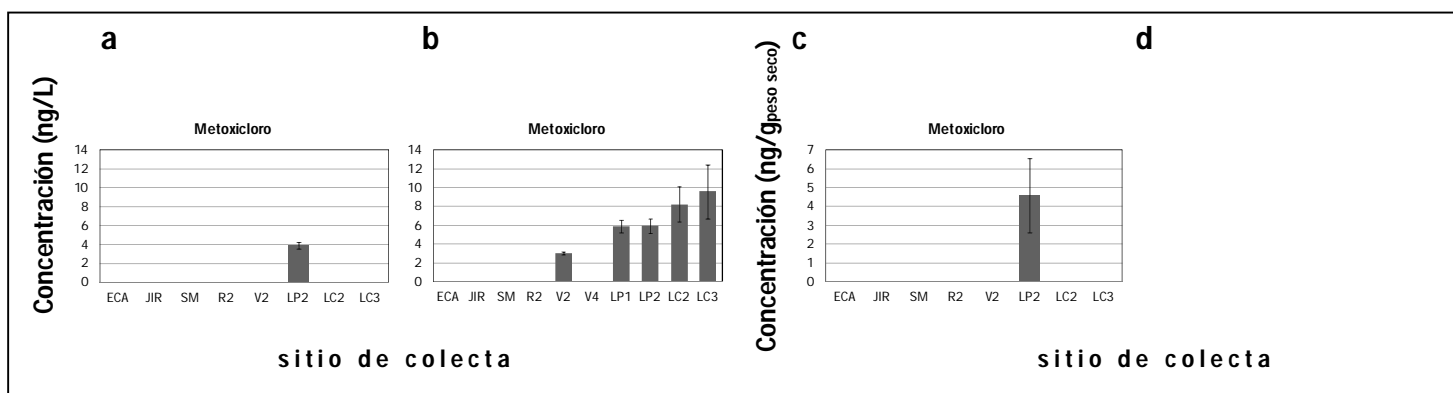 a b c d
Concentración (ng/L)
Metoxicloro
14
12
10
8
6
4
2
0
ECA JIR SM R2 V2 LP2 LC2 LC3
Metoxicloro
14
12
10
8
6
4
2
0
ECA JIR SM R2 V2 V4 LP1 LP2 LC2 LC3
sitio de colecta
Concentración (ng/gpeso seco)
Metoxicloro
7
6
5
4
3
2
1
0
ECA JIR SM R2 V2 LP2 LC2 LC3
sitio de colecta